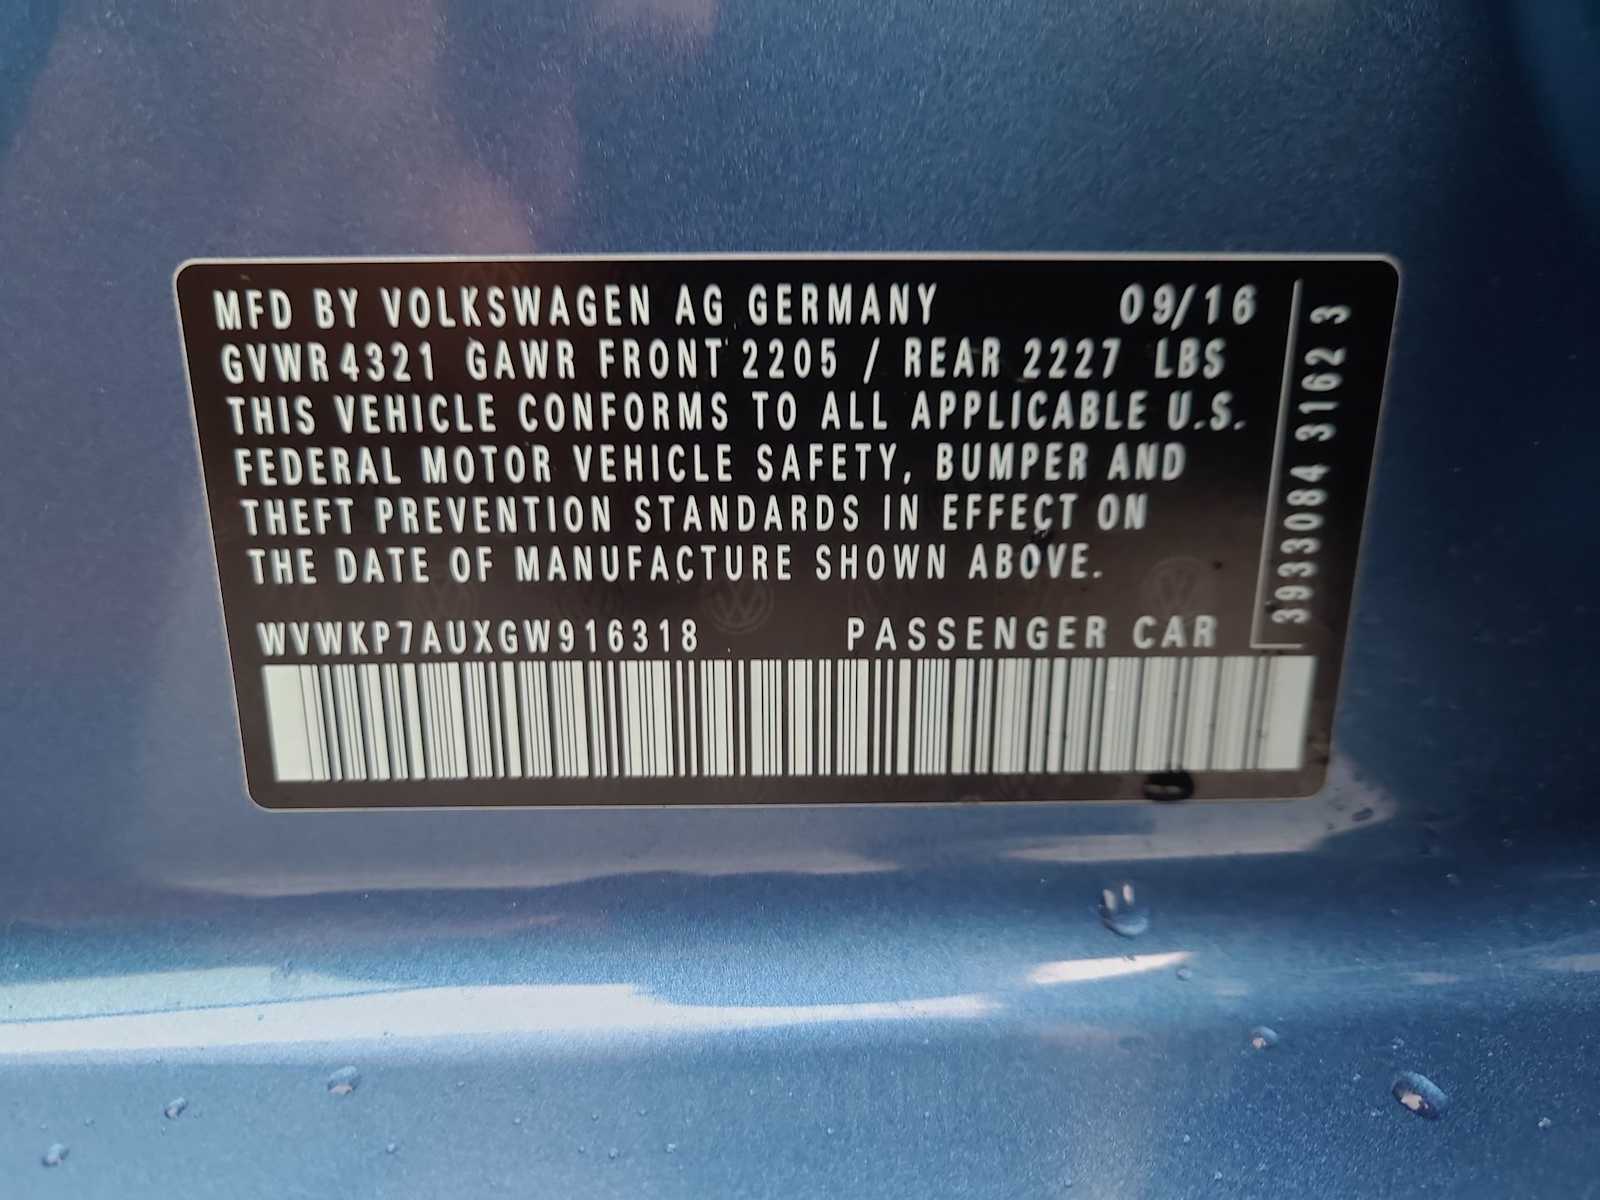 MFD BY VOLKSWAGEN AG GERMANY 09/16
GVWR 4321 GAWR FRONT 2205 / REAR 2227 LBS
THIS VEHICLE CONFORMS TO ALL APPLICABLE U.S.
FEDERAL MOTOR VEHICLE SAFETY, BUMPER AND
THEFT PREVENTION STANDARDS IN EFFECT ON
THE DATE OF MANUFACTURE SHOWN ABOVE.
WVWKP7AUXGW916318 PASSENGER CAR
3933084 3162 3